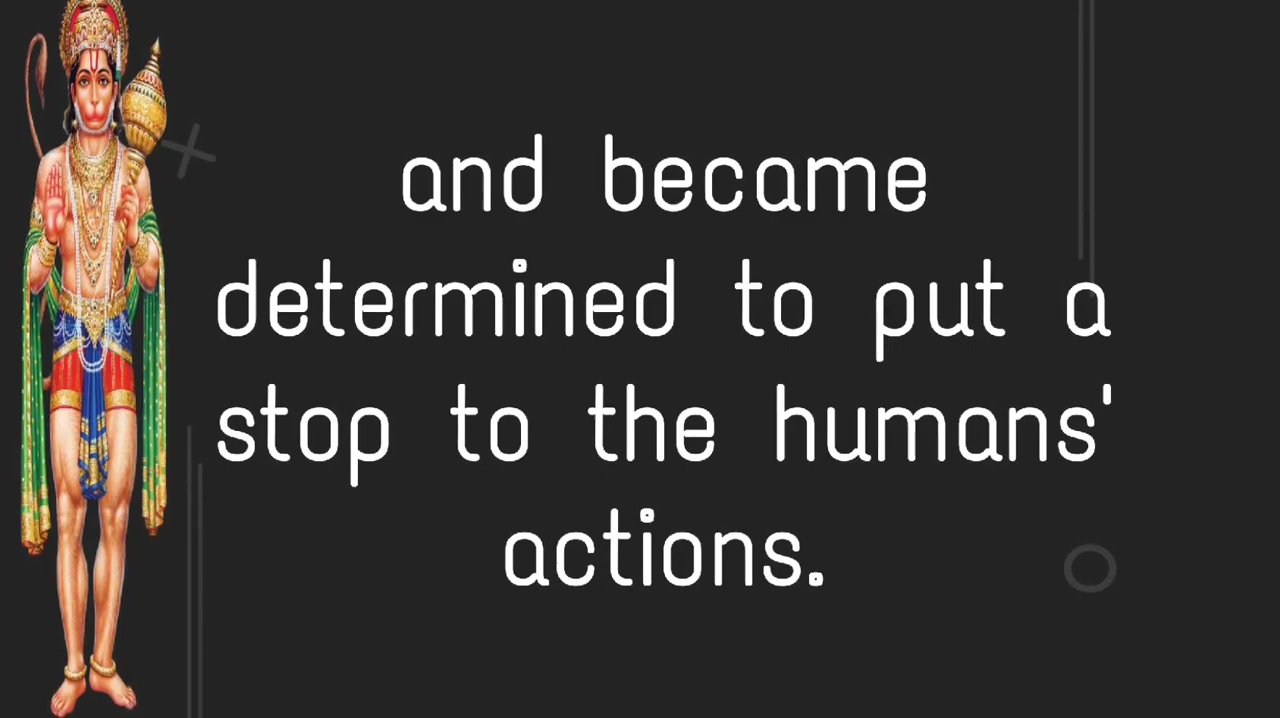 and became
determined to put a
stop to the humans'
actions.